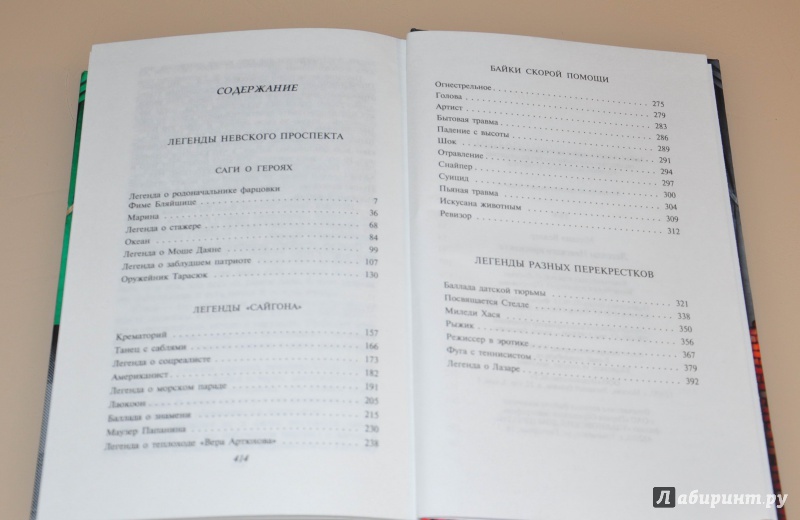 СОДЕРЖАНИЕ
ЛЕГЕНДЫ НЕВСКОГО ПРОСПЕКТА
САГИ О ГЕРОЯХ
Легенда о родоначальнике фарцовки
Фиме Бляйшице 7
Марина 36
Легенда о стажере 68
Океан 84
Легенда о Моше Даяне 99
Легенда о заблудшем патриоте 107
Оружейник Тарасюк 130
ЛЕГЕНДЫ «САЙГОНА»
Крематорий 157
Танец с саблями 166
Легенда о соцреалисте 173
Американист 182
Легенда о морском параде 191
Лаокоон 205
Баллада о знамени 215
Маузер Папанина 230
Легенда о теплоходе «Вера Артюхова» 238
414
БАЙКИ СКОРОЙ ПОМОЩИ
Огнестрельное 275
Голова 279
Артист 283
Бытовая травма 286
Падение с высоты 289
Шок 291
Отравление 294
Снайпер 297
Суицид 300
Пьяная травма 304
Искусана животным 309
Ревизор 312
ЛЕГЕНДЫ РАЗНЫХ ПЕРЕКРЕСТКОВ
Баллада датской тюрьмы 321
Посвящается Стелле 338
Миледи Хася 350
Рыжик 356
Режиссер в эротике 367
Фуга с теннисистом 379
Легенда о Лазаре 392
Лабиринт.ру